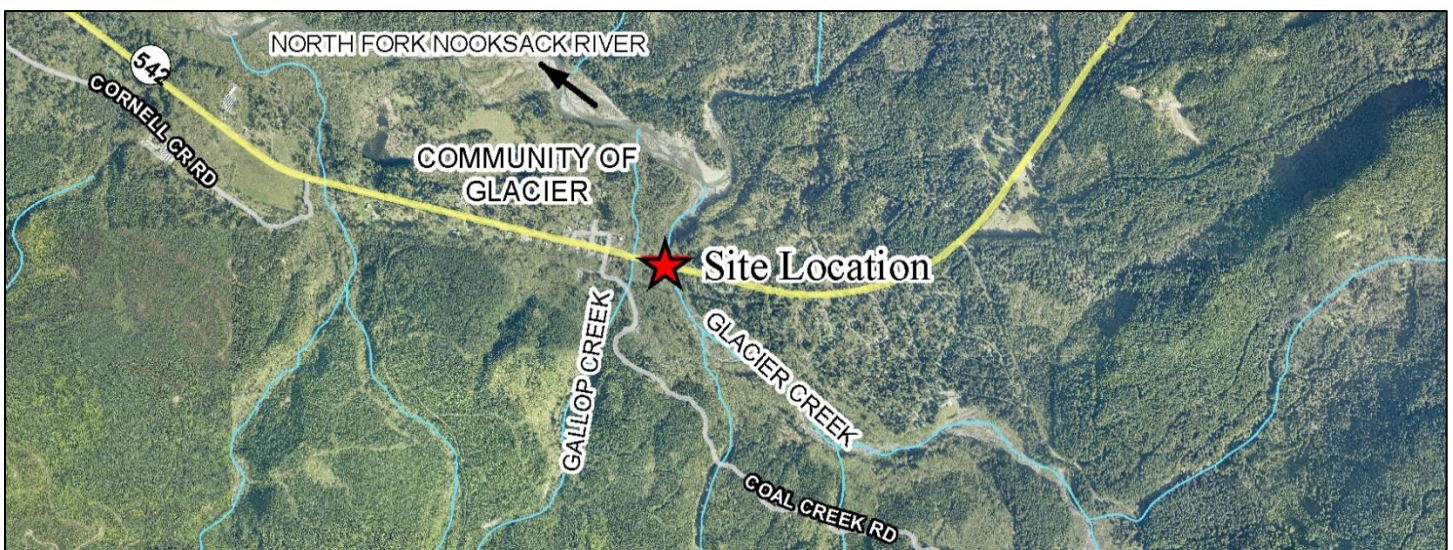 NORTH FORK NOOKSACK RIVER
542
CORNELL CR RD
COMMUNITY OF
GLACIER
Site Location
GALLOP CREEK
GLACIER CREEK
COAL CREEK RD